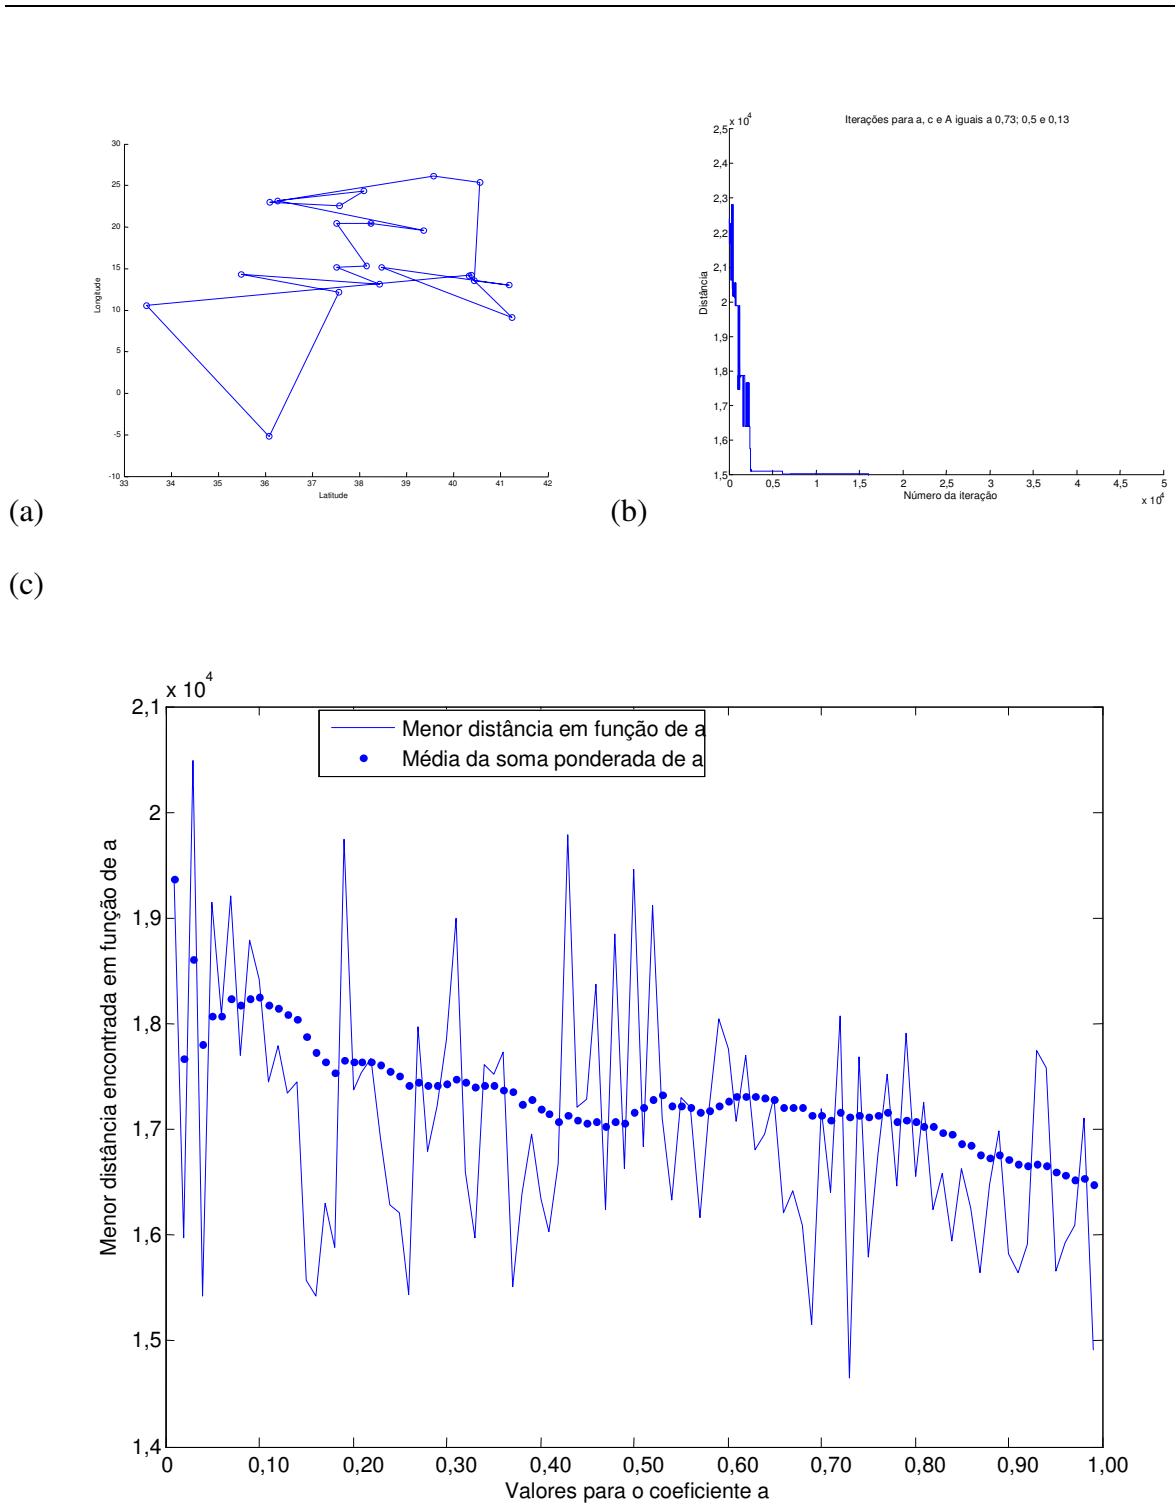 30
25
20
15
10
5
0
-5
-10
33 34 35 36 37 38 39 40 41 42
Longitude
Latitude
(a)
Iterações para a, c e A iguais a 0,73; 0,5 e 0,13
x 10^4
2,5
2,4
2,3
2,2
2,1
2
1,9
1,8
1,7
1,6
1,5
0 0,5 1 1,5 2 2,5 3 3,5 4 4,5 5
x 10^4
Distância
Número da iteração
(b)
(c)
x 10^4
2,1
2
1,9
1,8
1,7
1,6
1,5
1,4
Menor distância em função de a
Média da soma ponderada de a
Menor distância encontrada em função de a
0 0,10 0,20 0,30 0,40 0,50 0,60 0,70 0,80 0,90 1,00
Valores para o coeficiente a